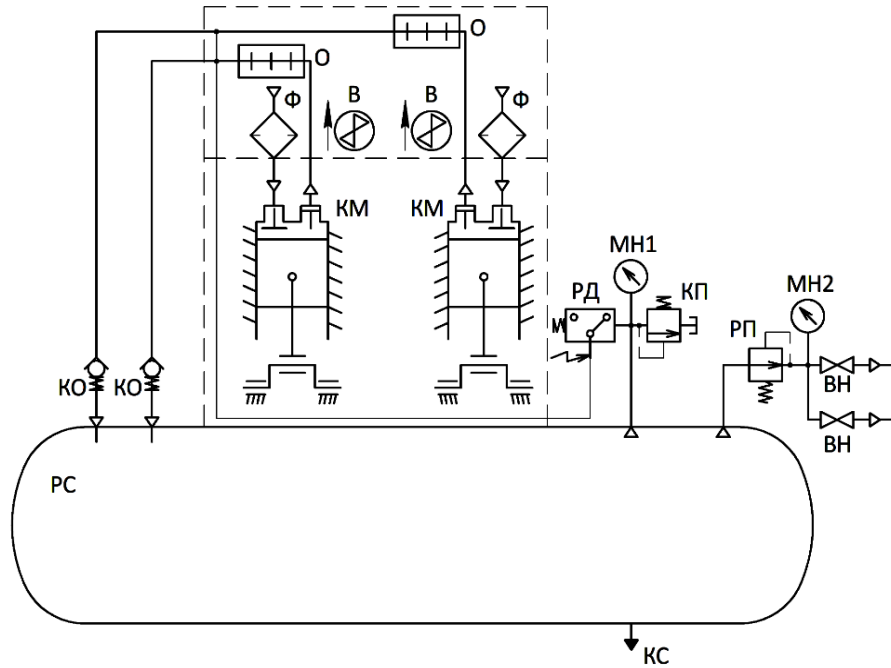 О
О
Ф
В
В
Ф
КМ
КМ
МН1
РД
КП
МН2
РП
КО
КО
ВН
ВН
РС
КС